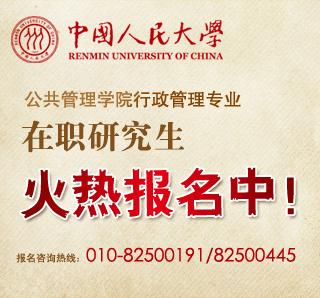 中国人民大学
RENMIN UNIVERSITY OF CHINA
公共管理学院行政管理专业
在职研究生
火热报名中!
报名咨询热线: 010-82500191/82500445